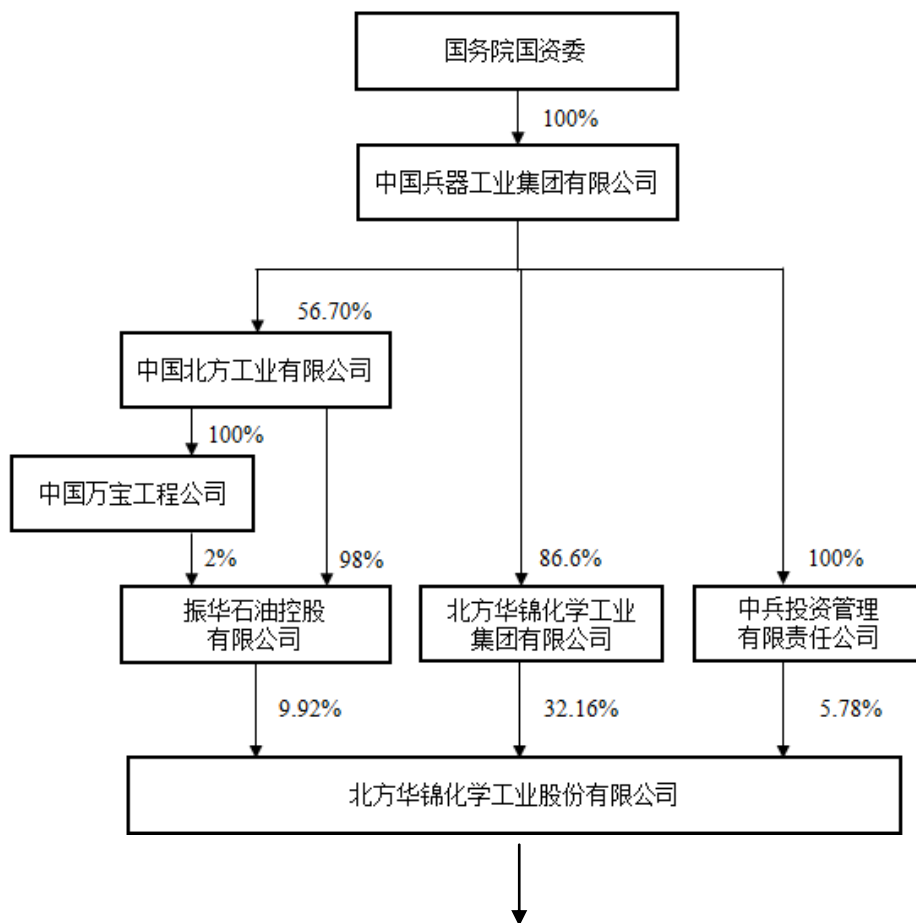 国务院国资委
100%
中国兵器工业集团有限公司
56.70%
中国北方工业有限公司
100%
中国万宝工程公司
2%
98%
86.6%
100%
振华石油控股
有限公司
北方华锦化学工业
集团有限公司
中兵投资管理
有限责任公司
9.92%
32.16%
5.78%
北方华锦化学工业股份有限公司